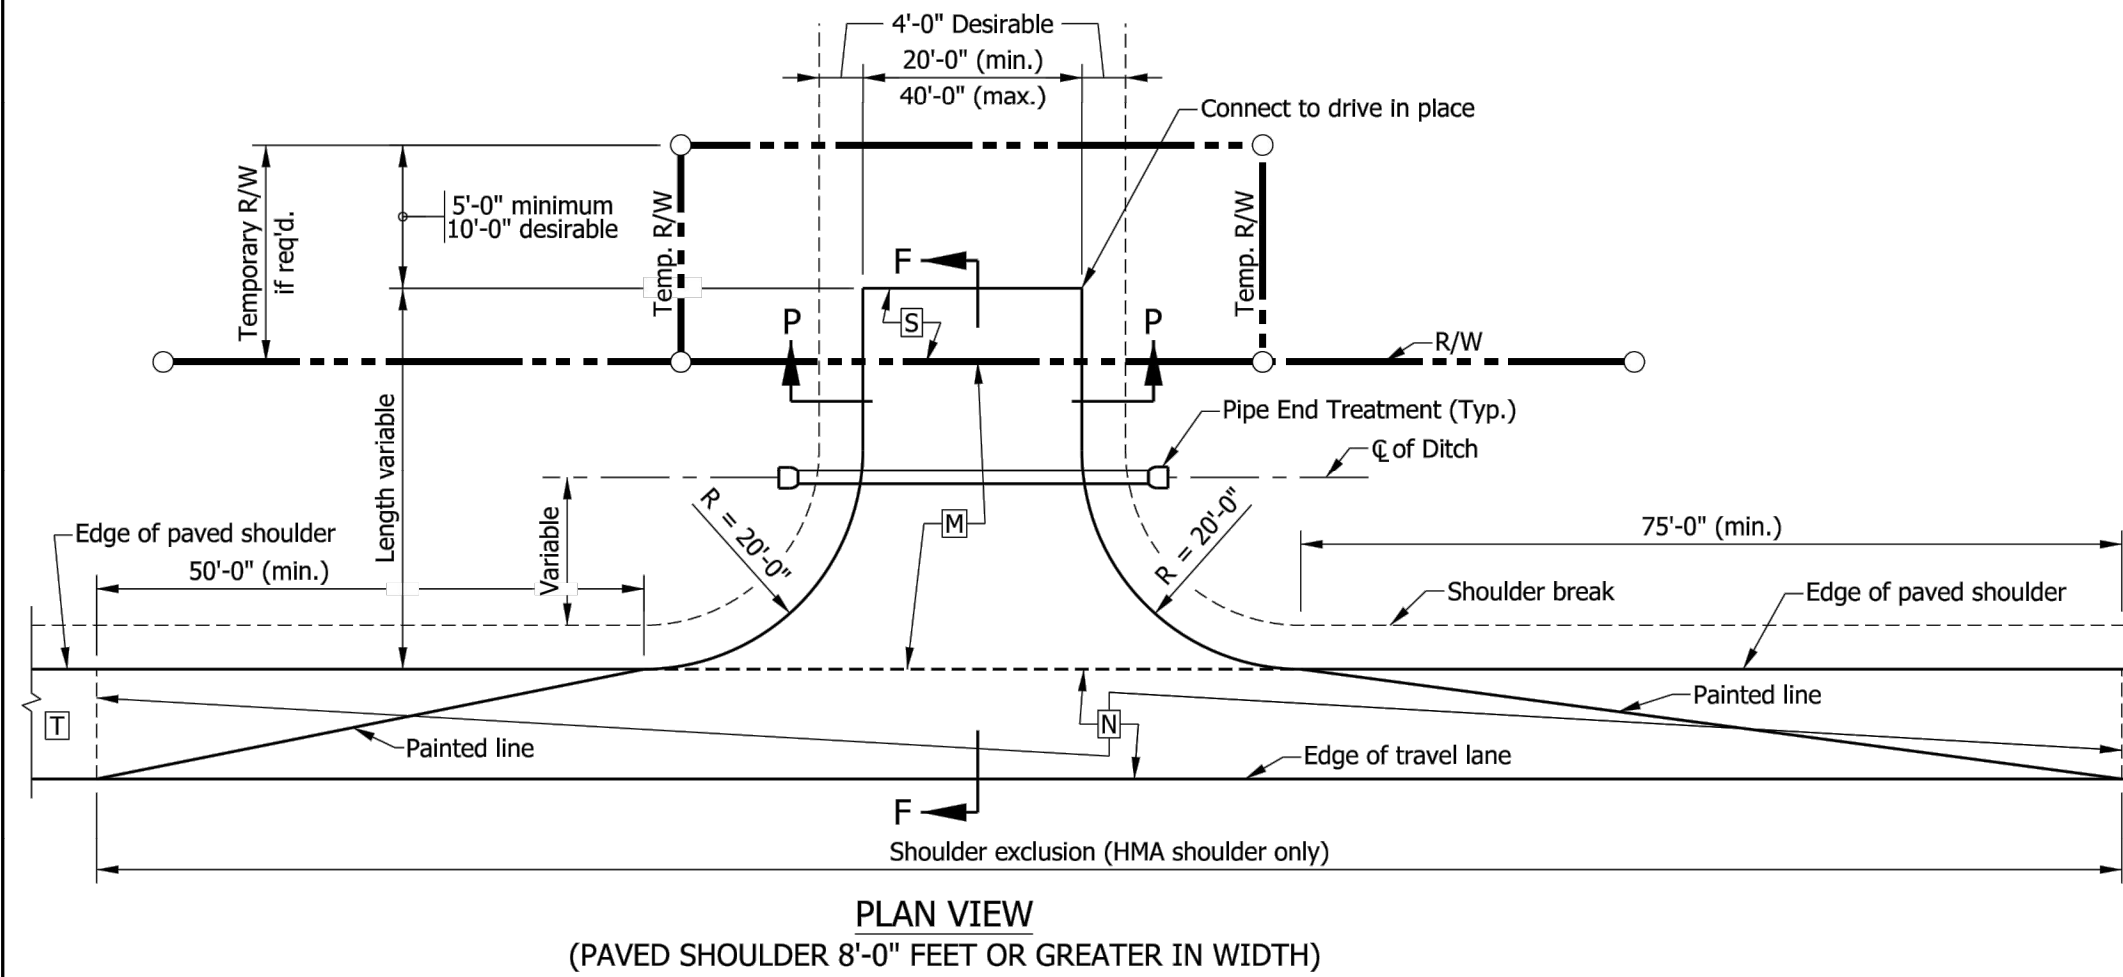 4'-0" Desirable
20'-0" (min.)
40'-0" (max.)
Connect to drive in place
Temporary R/W
if req'd.
5'-0" minimum
10'-0" desirable
Temp. R/W
Temp. R/W
F
S
P
P
R/W
Pipe End Treatment (Typ.)
℄ of Ditch
Length variable
Variable
R = 20'-0"
R = 20'-0"
M
Edge of paved shoulder
50'-0" (min.)
75'-0" (min.)
Shoulder break
Edge of paved shoulder
T
Painted line
N
Painted line
Edge of travel lane
F
Shoulder exclusion (HMA shoulder only)
PLAN VIEW
(PAVED SHOULDER 8'-0" FEET OR GREATER IN WIDTH)